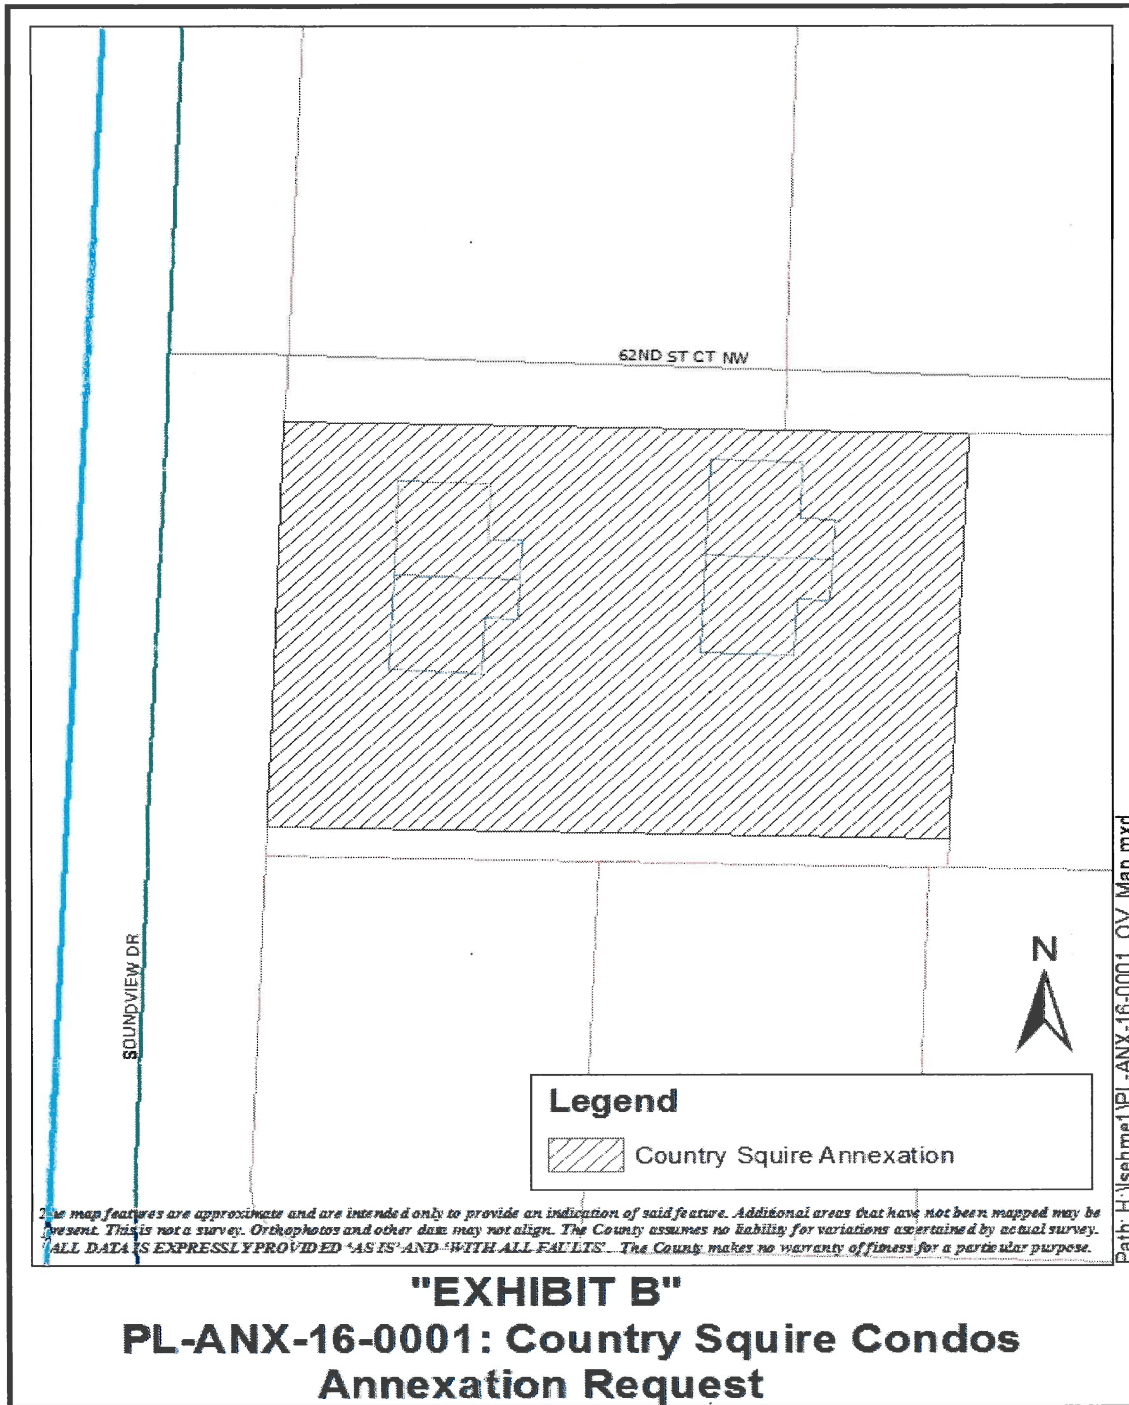 62ND ST CT NW
SOUNDVIEW DR
N
Legend
Country Squire Annexation
map features are approximate and are intended only to provide an indication of said feature. Additional areas that have not been mapped may be
present. This is not a survey. Orthophotos and other data may not align. The County assumes no liability for variations ascertained by actual survey.
ALL DATA IS EXPRESSLY PROVIDED 'AS IS' AND 'WITH ALL FAULTS'. The County makes no warranty of fitness for a particular purpose.
"EXHIBIT B"
PL-ANX-16-0001: Country Squire Condos
Annexation Request